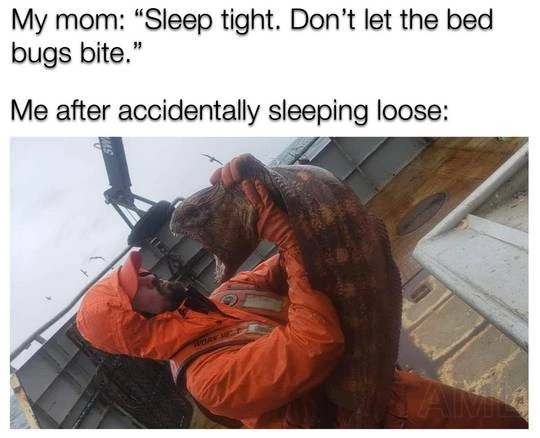 My mom: “Sleep tight. Don’t let the bed
bugs bite.”
Me after accidentally sleeping loose: